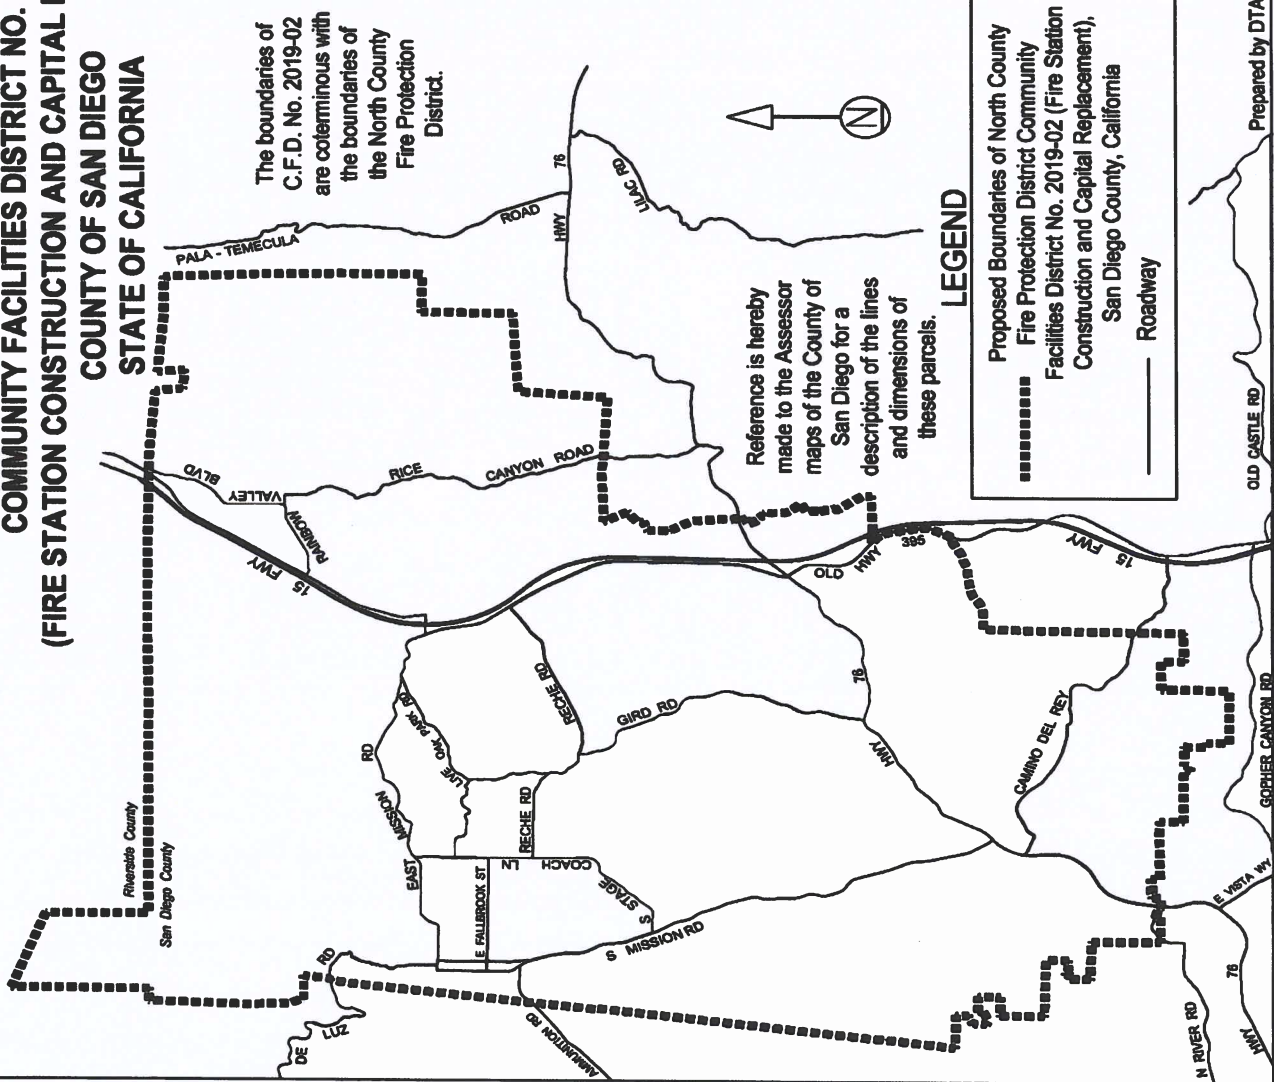 COMMUNITY FACILITIES DISTRICT NO.
(FIRE STATION CONSTRUCTION AND CAPITAL
COUNTY OF SAN DIEGO
STATE OF CALIFORNIA
The boundaries of
C.F.D. No. 2019-02
are coterminous with
the boundaries of
the North County
Fire Protection
District.
Riverside County
San Diego County
PALA - TEMECULA
ROAD
HWY 76
LILAC RD
N
VALLEY BLVD
RAINBOW
RICE CANYON ROAD
FWY 15
EAST MISSION RD
LIVE OAK PARK RD
RECHE RD
RECHE RD
GIRD RD
E FALLBROOK ST
S STAGE COACH LN
S MISSION RD
DE LUZ RD
AMMUNITION RD
OLD HWY 395
HWY 76
FWY 15
CAMINO DEL REY
Reference is hereby
made to the Assessor
maps of the County of
San Diego for a
description of the lines
and dimensions of
these parcels.
LEGEND
Proposed Boundaries of North County
Fire Protection District Community
Facilities District No. 2019-02 (Fire Station
Construction and Capital Replacement),
San Diego County, California
Roadway
OLD CASTLE RD
GOPHER CANYON RD
E VISTA WY
N RIVER RD
HWY 76
Prepared by DTA